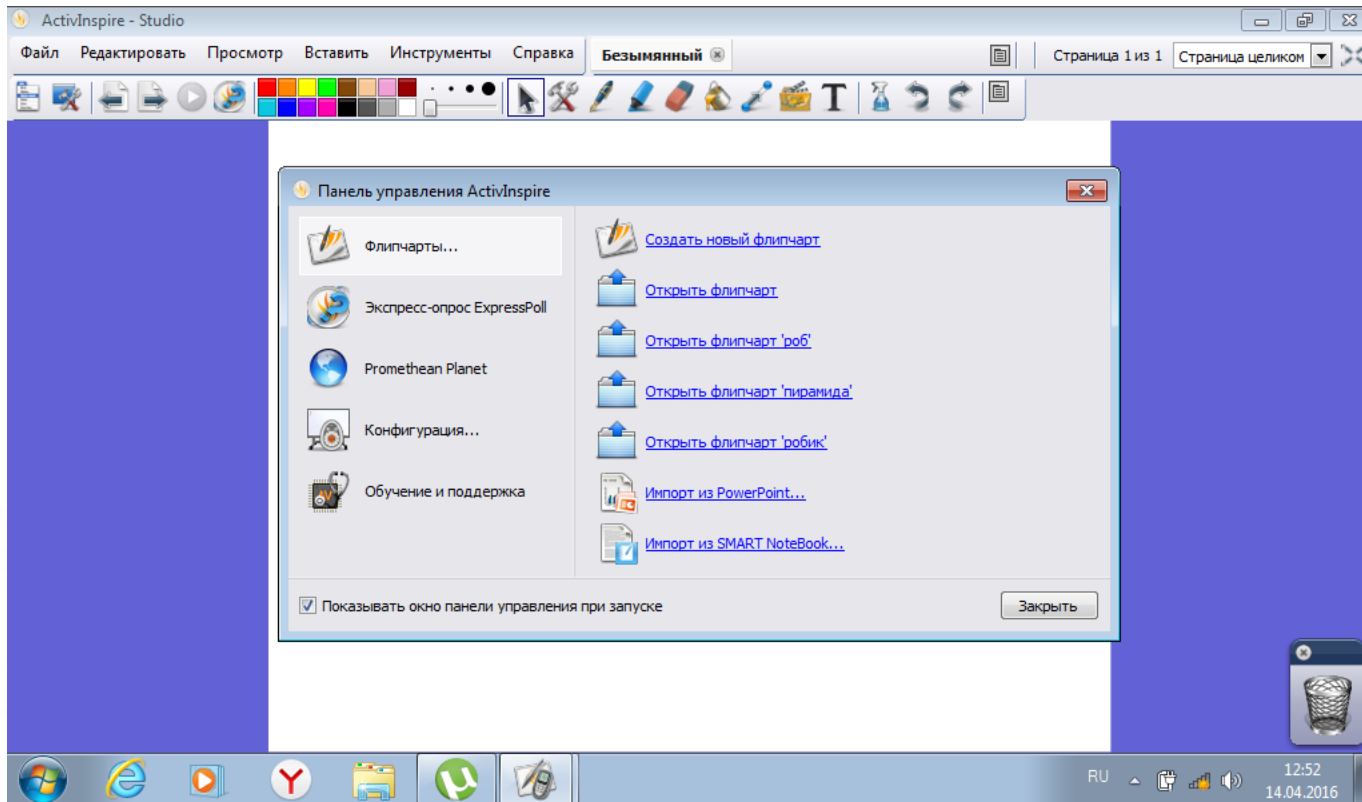 ActivInspire - Studio
Файл Редактировать Просмотр Вставить Инструменты Справка Безымянный Страница 1 из 1 Страница целиком
T
Панель управления ActivInspire
Флипчарты...
Экспресс-опрос ExpressPoll
Promethean Planet
Конфигурация...
Обучение и поддержка
Создать новый флипчарт
Открыть флипчарт
Открыть флипчарт 'роб'
Открыть флипчарт 'пирамида'
Открыть флипчарт 'робик'
Импорт из PowerPoint...
Импорт из SMART NoteBook...
Показывать окно панели управления при запуске
Закрыть
RU
12:52
14.04.2016